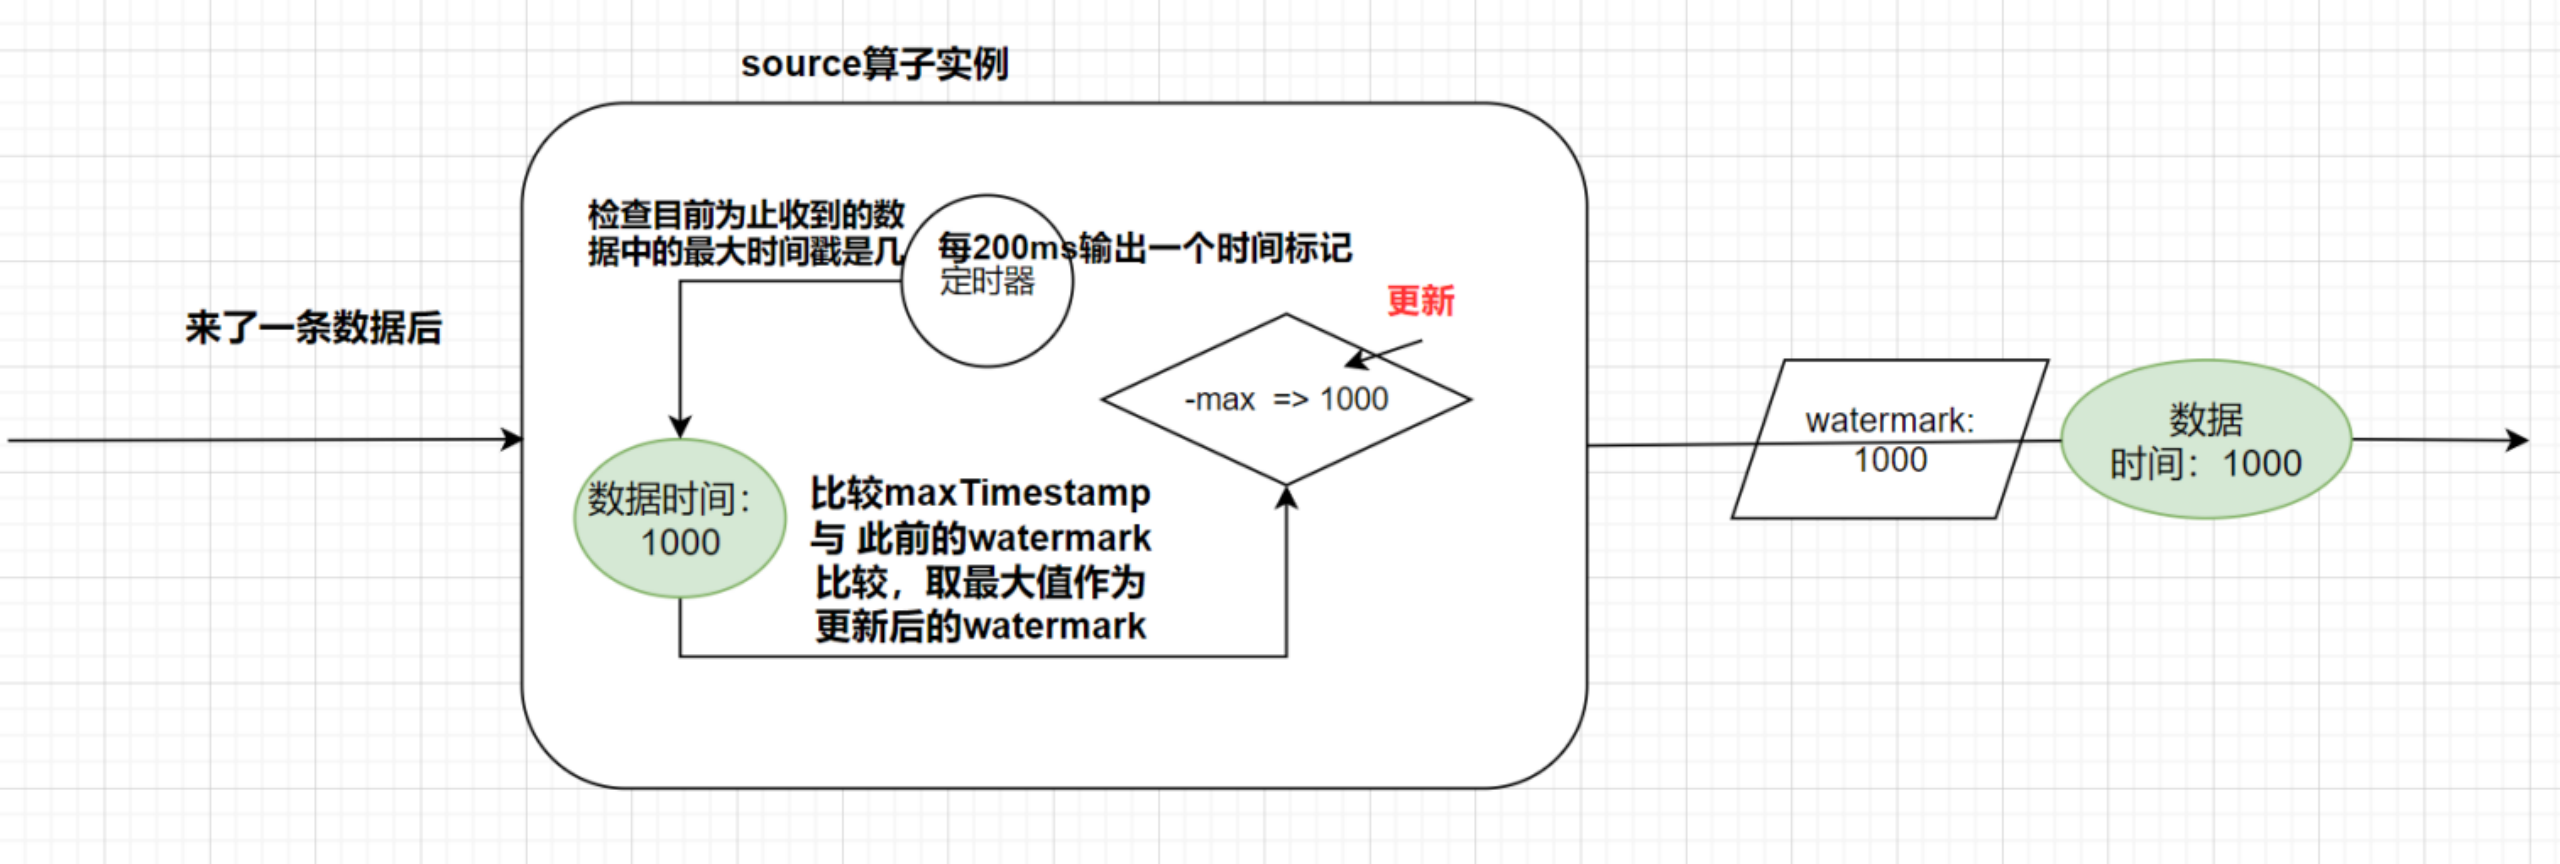 source算子实例
来了一条数据后
检查目前为止收到的数
据中的最大时间戳是几
每200ms输出一个时间标记
定时器
更新
-max => 1000
数据时间：
1000
比较maxTimestamp
与 此前的watermark
比较，取最大值作为
更新后的watermark
watermark:
1000
数据
时间：1000